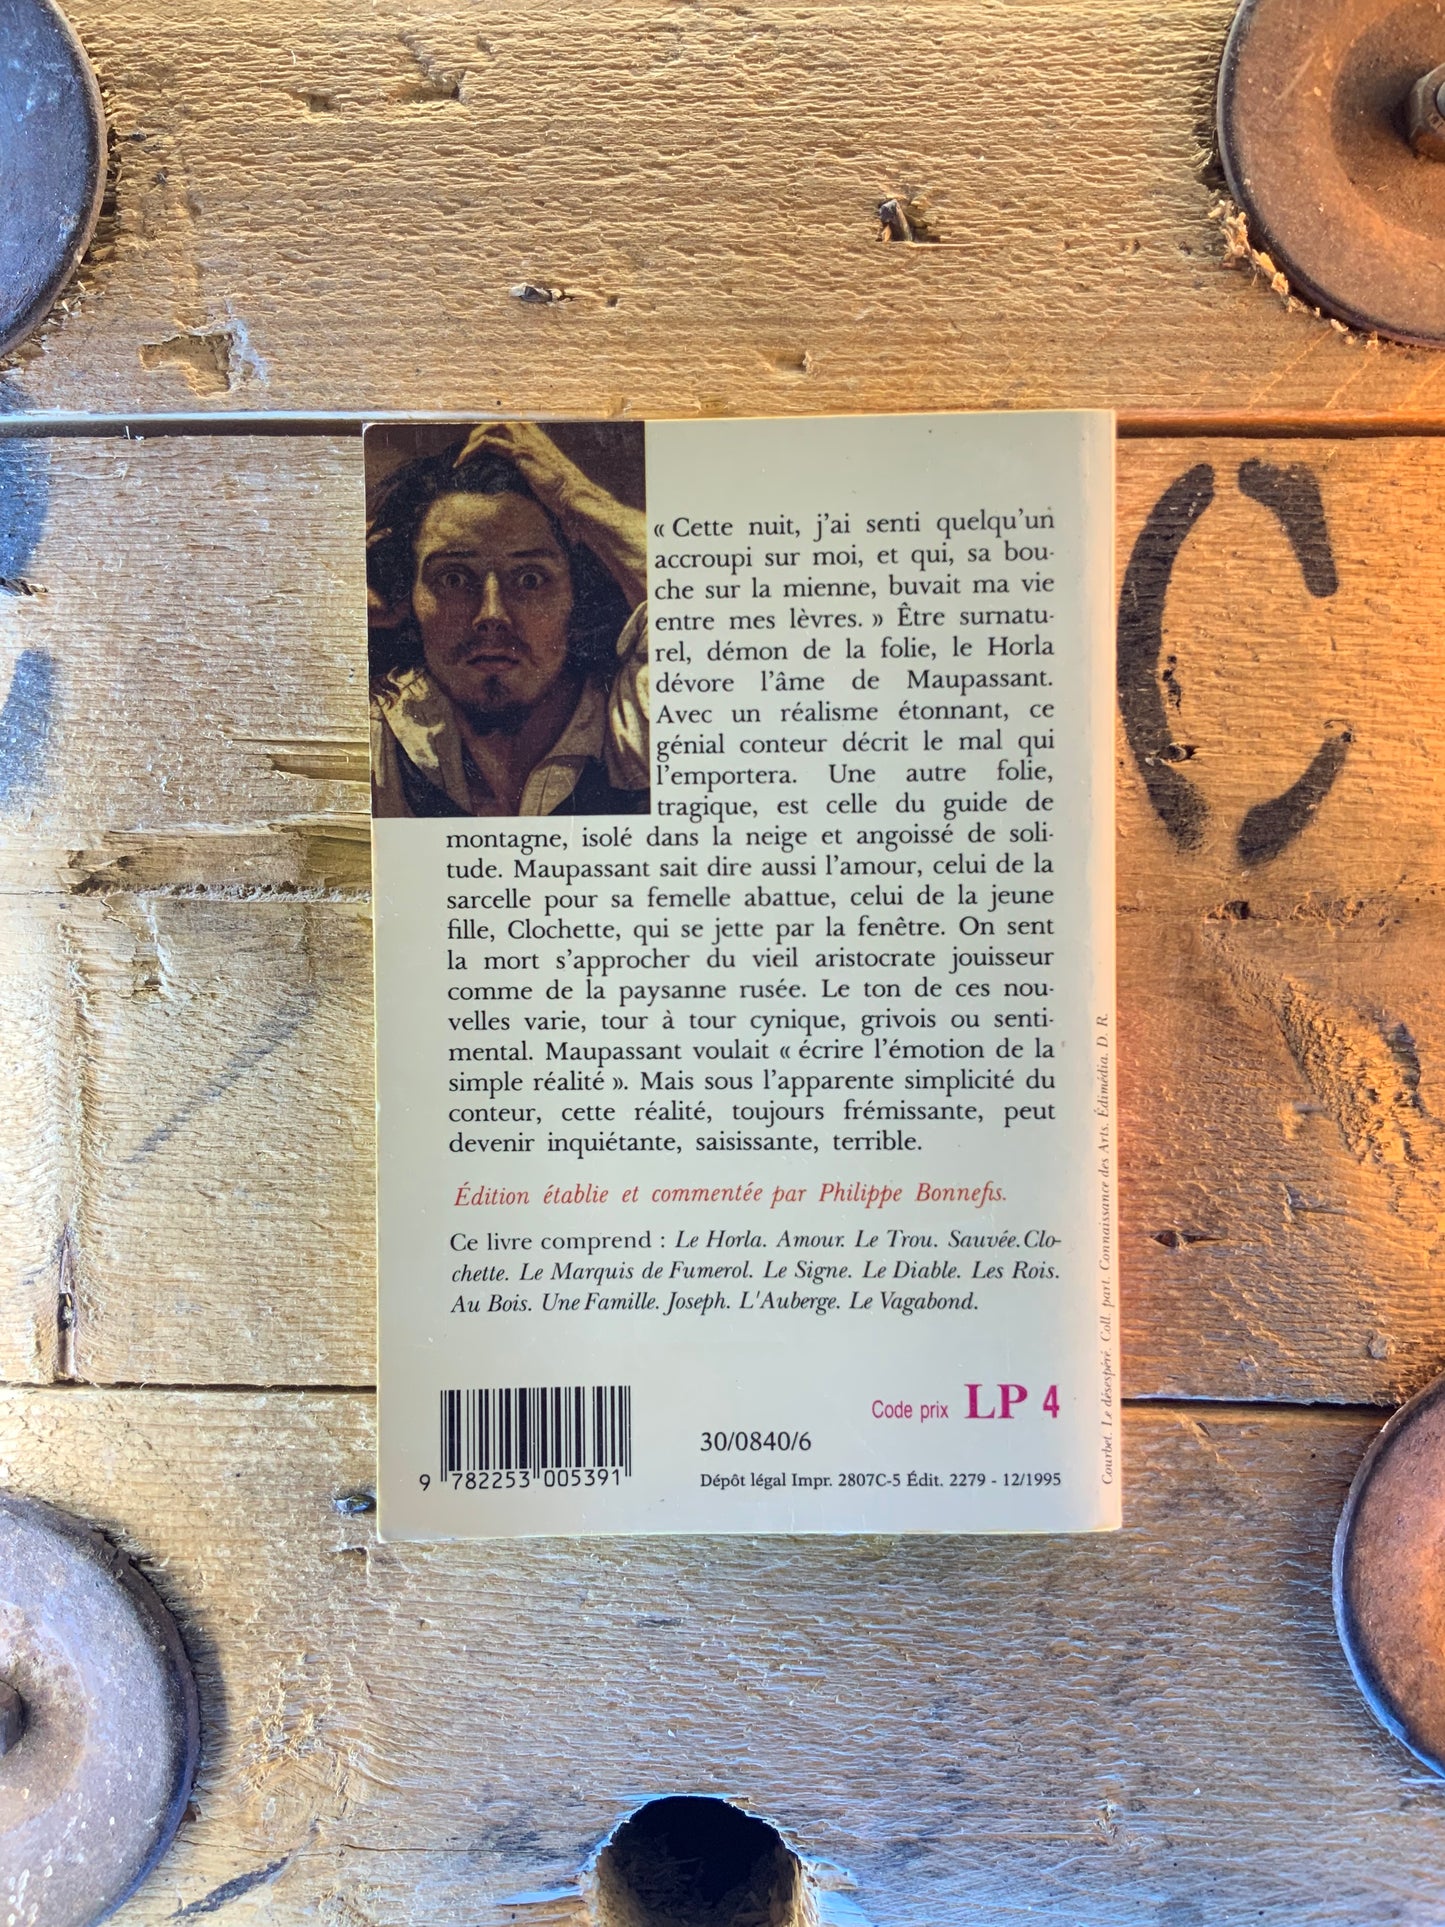 « Cette nuit, j'ai senti quelqu'un
accroupi sur moi, et qui, sa bou-
che sur la mienne, buvait ma vie
entre mes lèvres. » Être surnatu-
rel, démon de la folie, le Horla
dévore l'âme de Maupassant.
Avec un réalisme étonnant, ce
génial conteur décrit le mal qui
l'emportera. Une autre folie,
tragique, est celle du guide de
montagne, isolé dans la neige et angoissé de soli-
tude. Maupassant sait dire aussi l'amour, celui de la
sarcelle pour sa femelle abattue, celui de la jeune
fille, Clochette, qui se jette par la fenêtre. On sent
la mort s'approcher du vieil aristocrate jouisseur
comme de la paysanne rusée. Le ton de ces nou-
velles varie, tour à tour cynique, grivois ou senti-
mental. Maupassant voulait « écrire l'émotion de la
simple réalité ». Mais sous l'apparente simplicité du
conteur, cette réalité, toujours frémissante, peut
devenir inquiétante, saisissante, terrible.
Édition établie et commentée par Philippe Bonnefis.
Ce livre comprend : Le Horla. Amour. Le Trou. Sauvée. Clo-
chette. Le Marquis de Fumerol. Le Signe. Le Diable. Les Rois.
Au Bois. Une Famille. Joseph. L'Auberge. Le Vagabond.
Code prix LP 4
30/0840/6
9 782253 005391
Dépôt légal Impr. 2807C-5 Édit. 2279 - 12/1995
Courbet. Le désespéré. Coll. part. Connaissance des Arts. Édimédia. D. R.